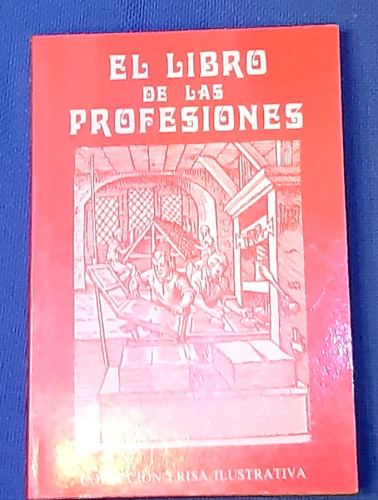 EL LIBRO
DE LAS
PROFESIONES
COLECCION ERISA ILUSTRATIVA